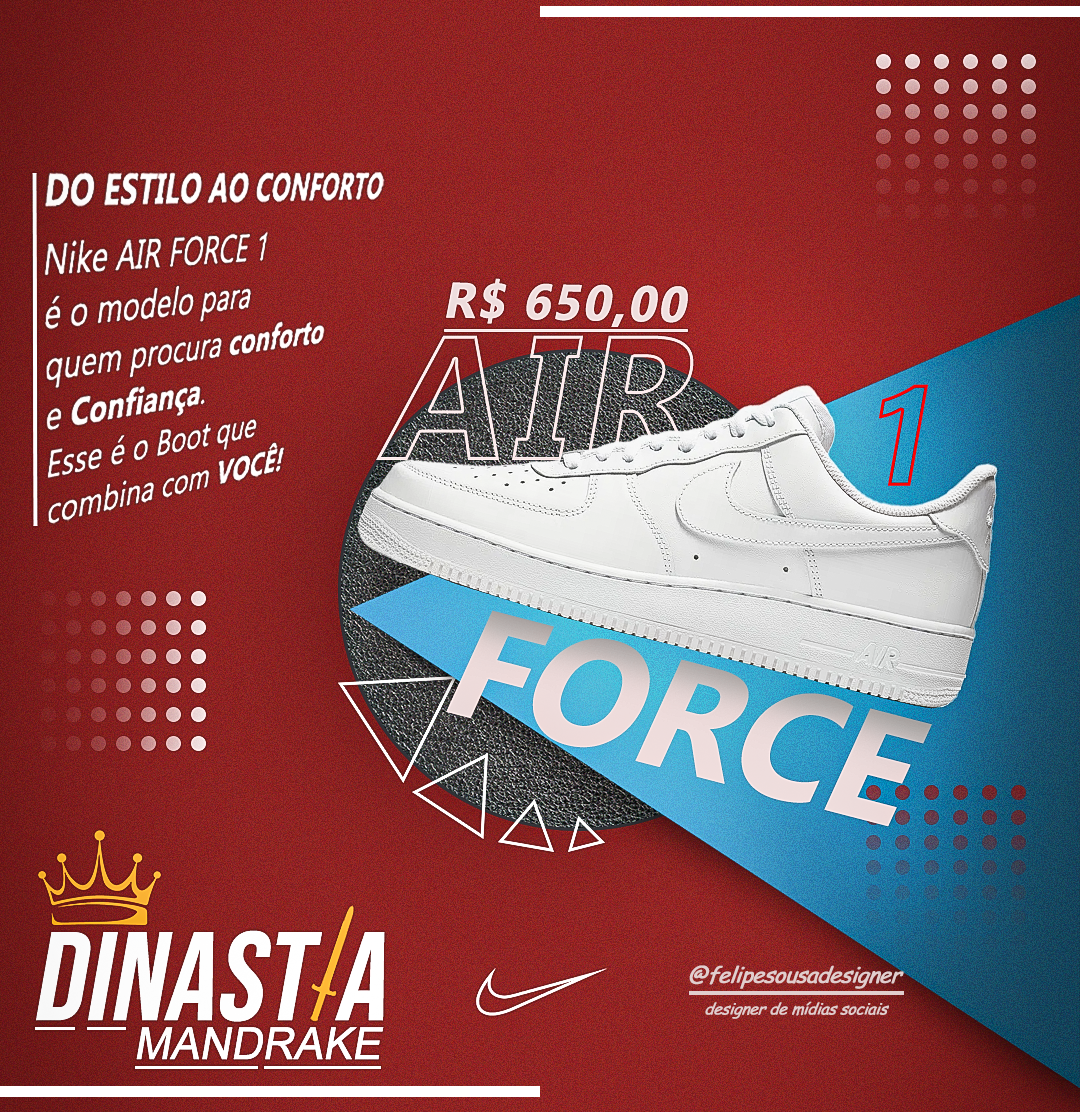 DO ESTILO AO CONFORTO
Nike AIR FORCE 1
é o modelo para
quem procura conforto
e Confiança.
Esse é o Boot que
combina com VOCÊ!
R$ 650,00
AIR
1
AIR
FORCE
DINASTIA
MANDRAKE
@felipesousadesigner
designer de mídias sociais